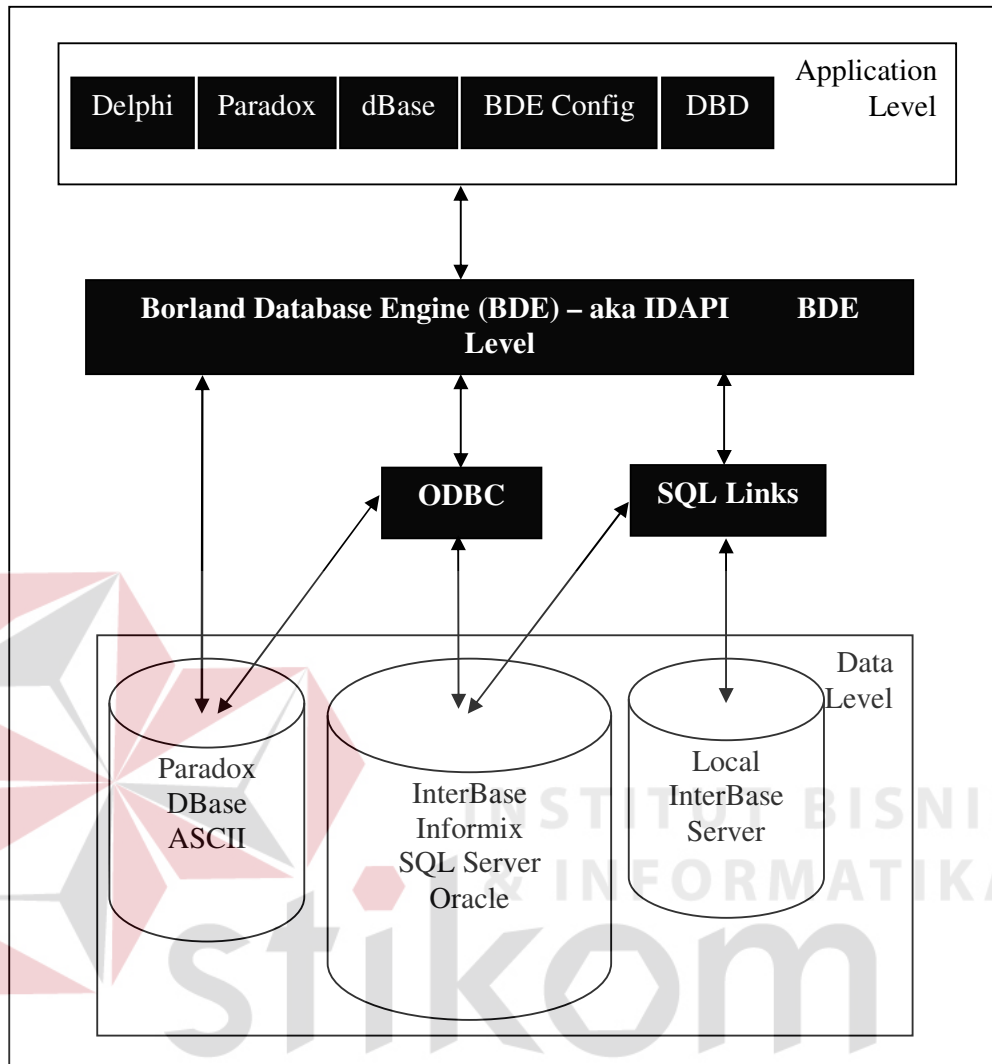 Application
Level
Delphi Paradox dBase BDE Config DBD
Borland Database Engine (BDE) – aka IDAPI BDE
Level
ODBC
SQL Links
Data
Level
Paradox
DBase
ASCII
InterBase
Informix
SQL Server
Oracle
Local
InterBase
Server
INSTITUT BISNI
& INFORMATIKA
stikom